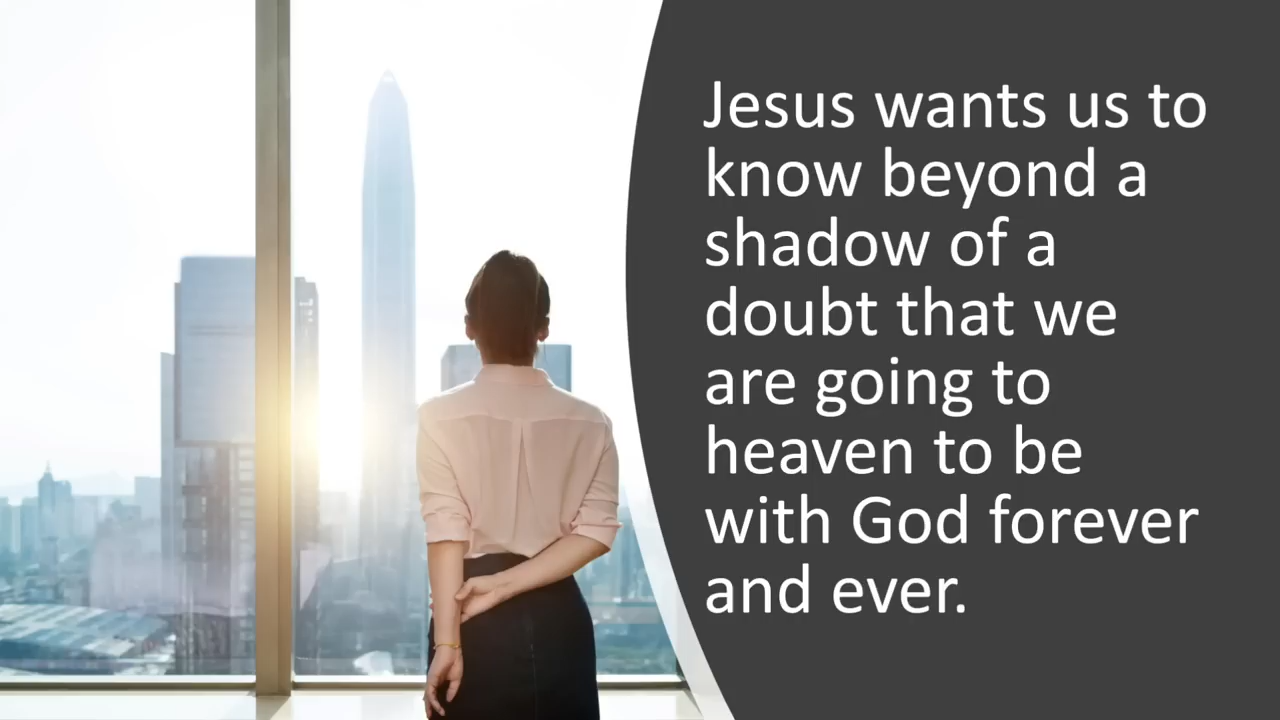 Jesus wants us to
know beyond a
shadow of a
doubt that we
are going to
heaven to be
with God forever
and ever.